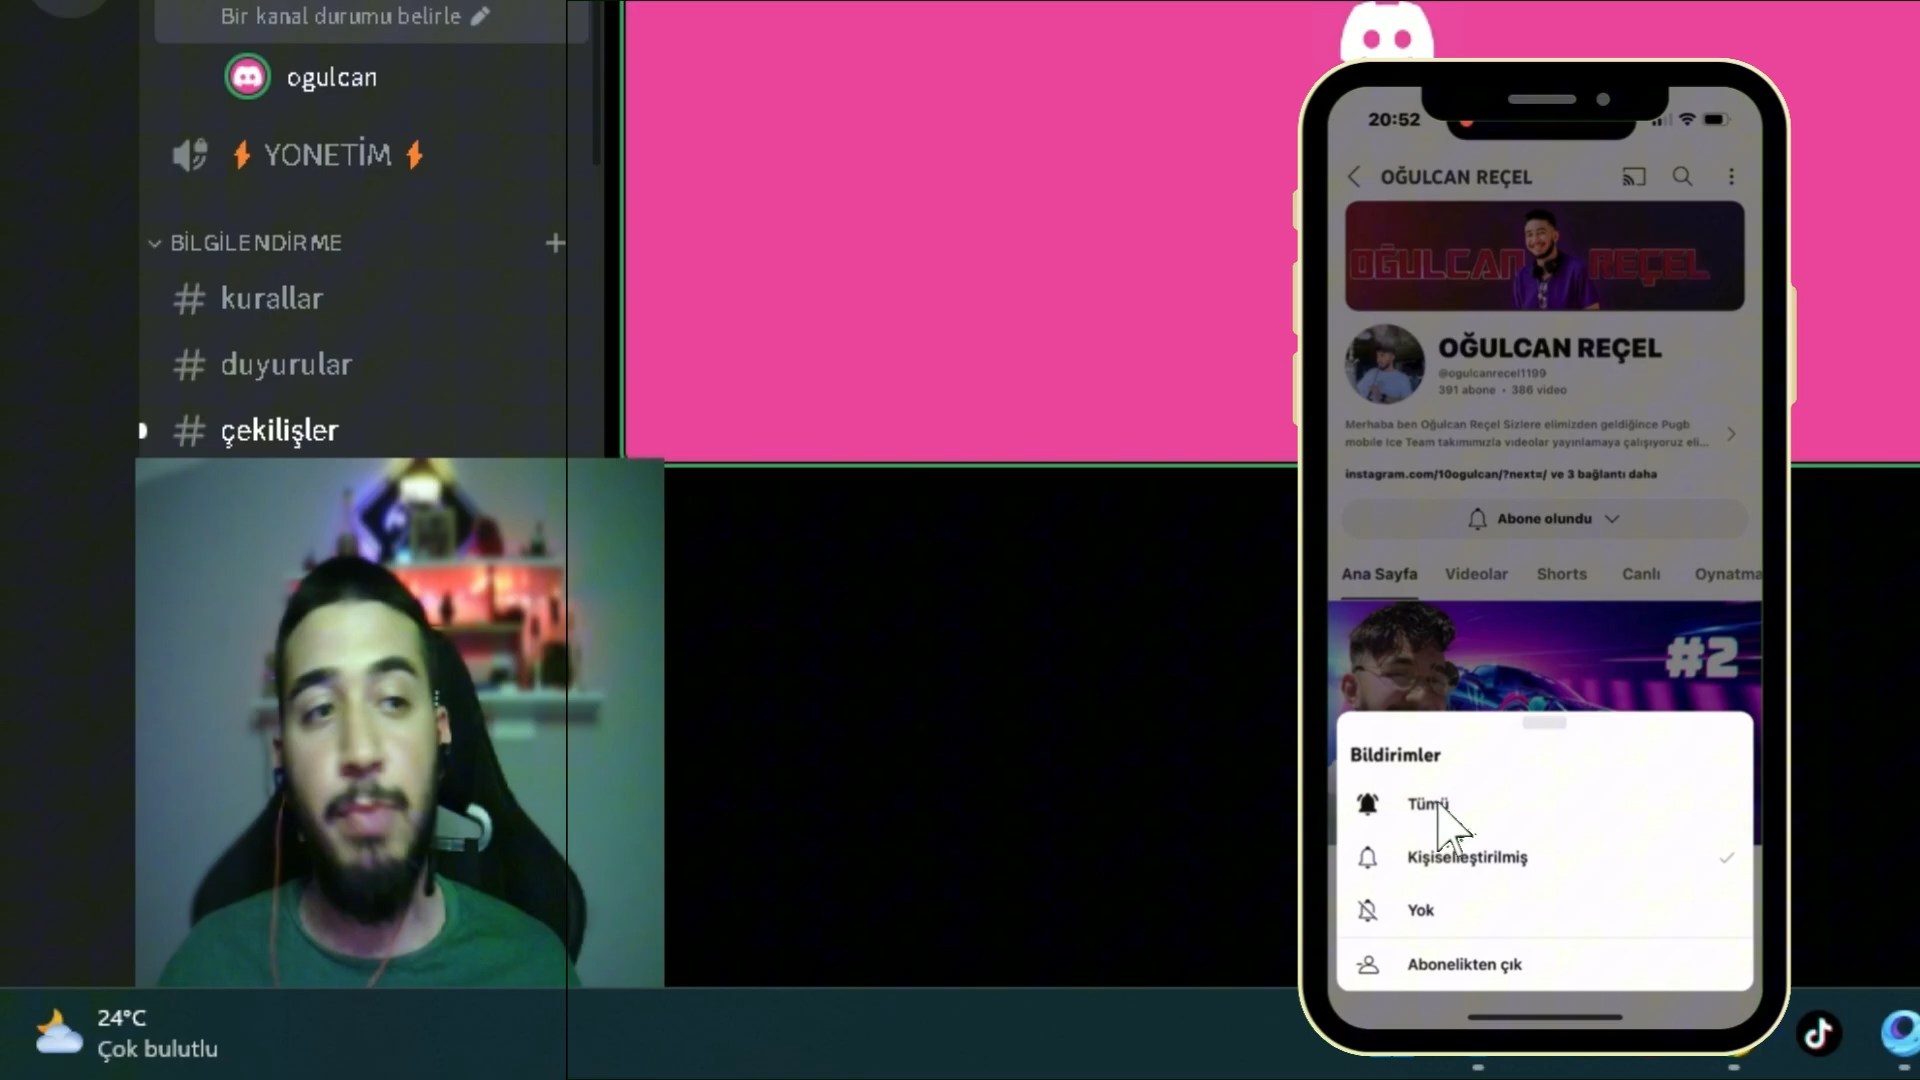 Bir kanal durumu belirle
ogulcan
YONETİM
BİLGİLENDİRME
kurallar
duyurular
çekilişler
24°C
Çok bulutlu
20:52
OĞULCAN REÇEL
OĞULCAN REÇEL
OĞULCAN REÇEL
@ogulcanrecel1199
391 abone • 386 video
Merhaba ben Oğulcan Reçel Sizlere elimizden geldiğince Pugb
mobile Ice Team takımımızla videolar yayınlamaya çalışıyoruz eli...
instagram.com/10ogulcan/?next=/ ve 3 bağlantı daha
Abone olundu
Ana Sayfa Videolar Shorts Canlı Oynatma
#2
Bildirimler
Tümü
Kişiselleştirilmiş
Yok
Abonelikten çık